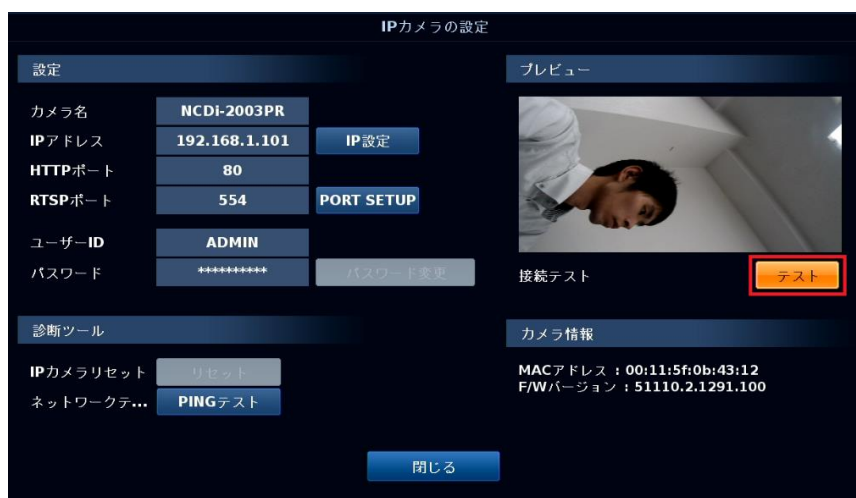 IPカメラの設定
設定
カメラ名 NCDi-2003PR
IPアドレス 192.168.1.101 IP設定
HTTPポート 80
RTSPポート 554 PORT SETUP
ユーザーID ADMIN
パスワード ********** パスワード変更
診断ツール
IPカメラリセット リセット
ネットワークテ... PINGテスト
プレビュー
接続テスト テスト
カメラ情報
MACアドレス : 00:11:5f:0b:43:12
F/Wバージョン : 51110.2.1291.100
閉じる